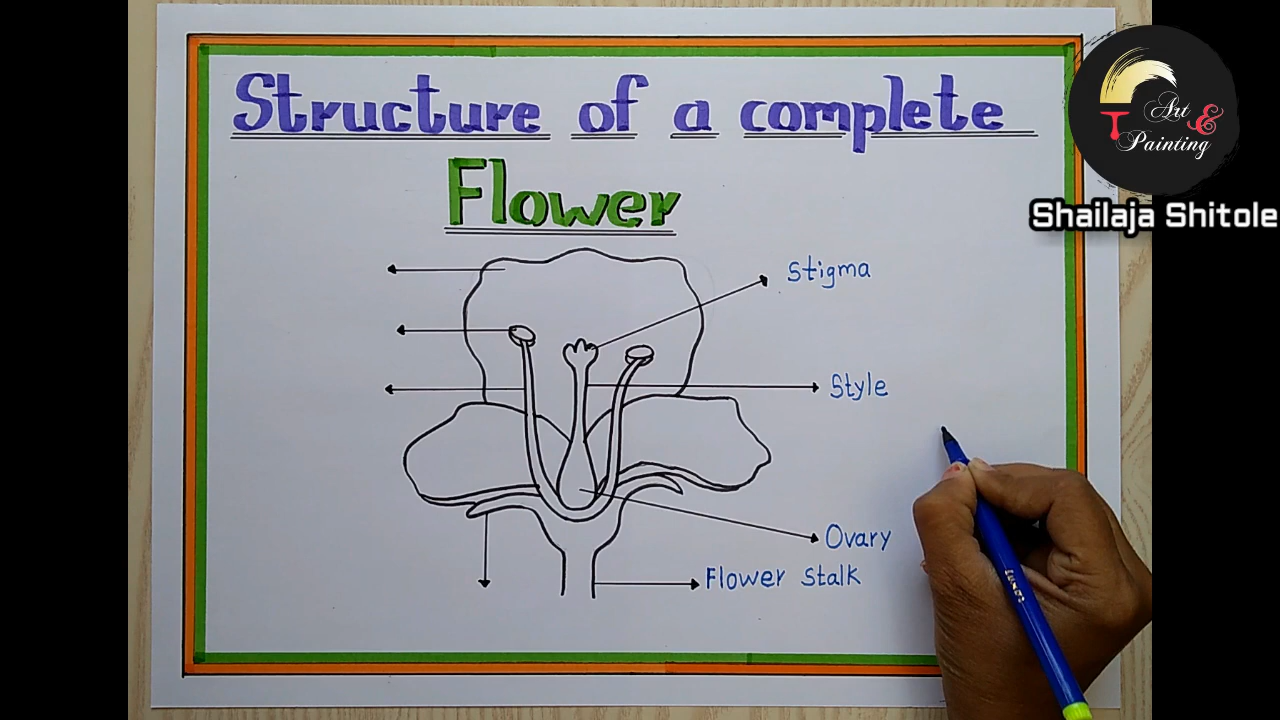 Structure of a complete
Flower
Art
&
Painting
Shailaja Shitole
Stigma
Style
Ovary
Flower Stalk